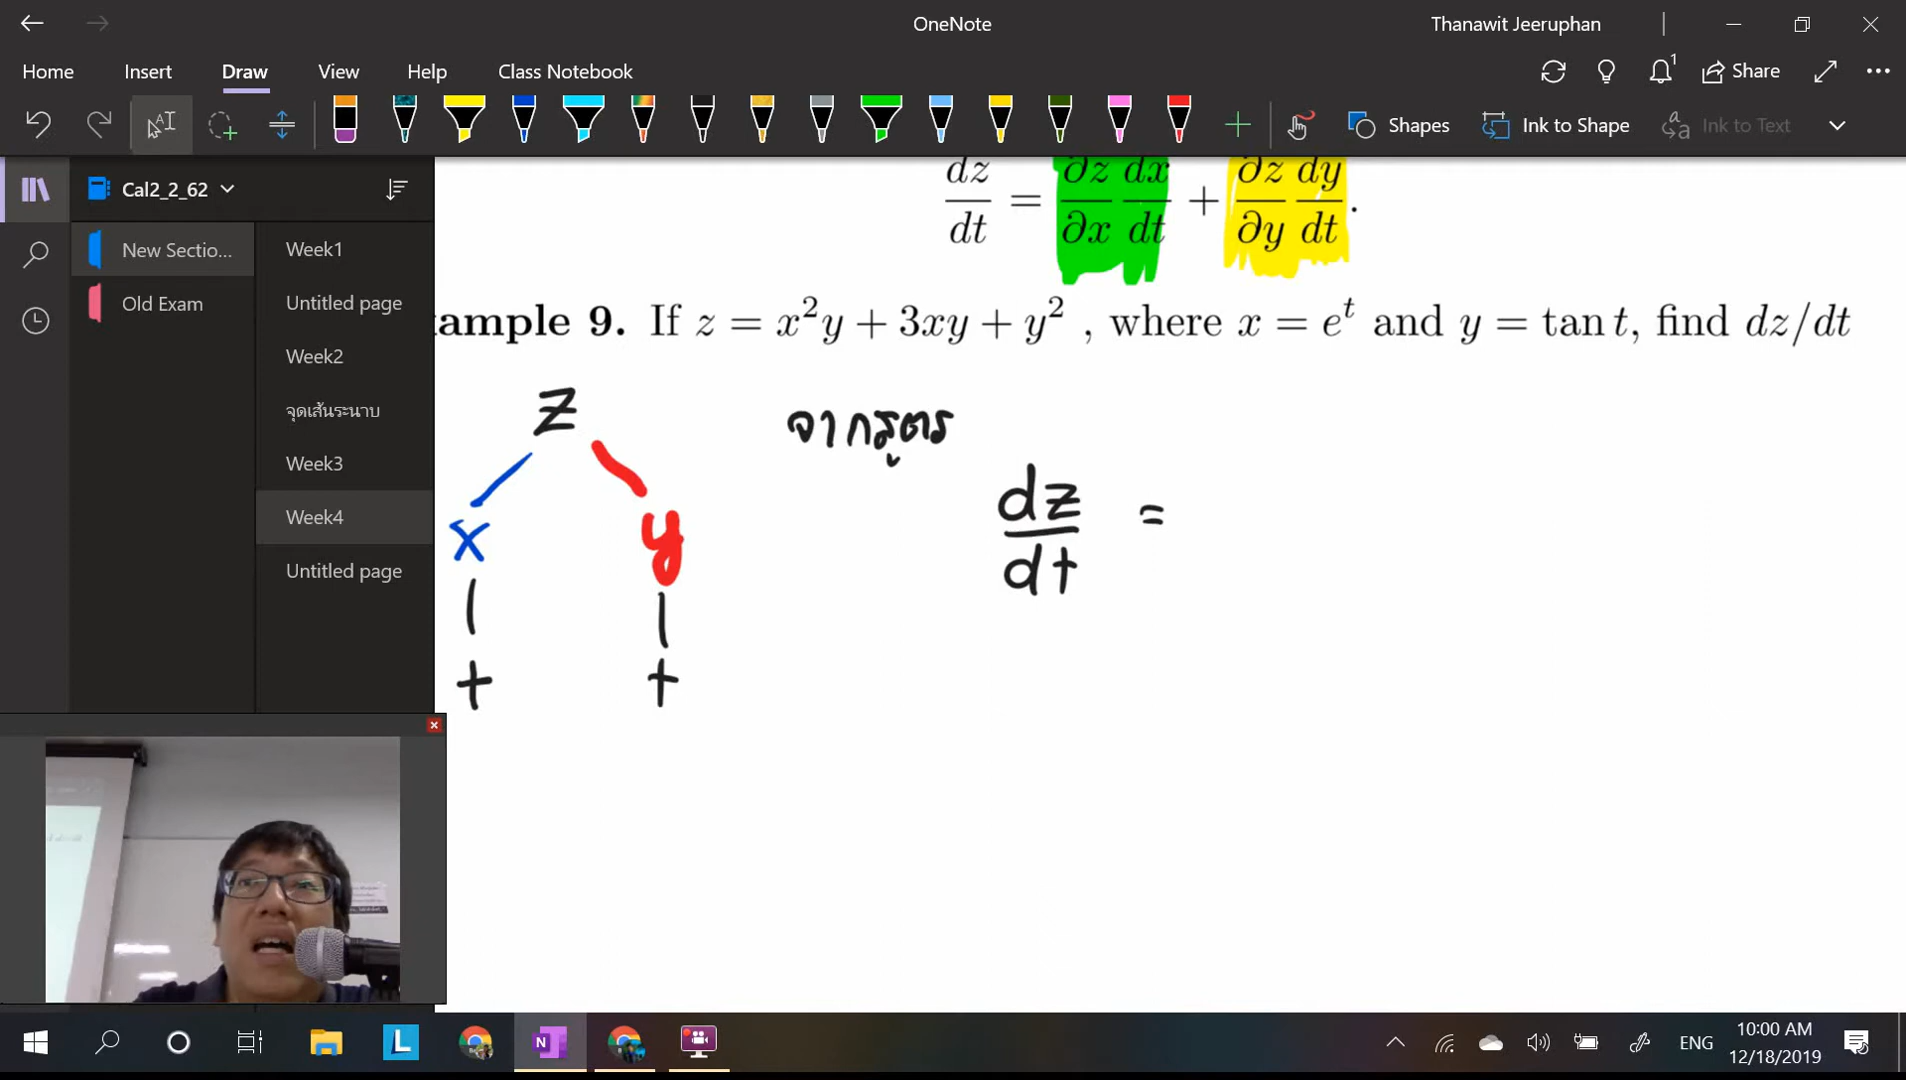 OneNote
Thanawit Jeeruphan
Home Insert Draw View Help Class Notebook
1
Share
Shapes Ink to Shape Ink to Text
Cal2_2_62
New Sectio...
Old Exam
Week1
Untitled page
Week2
จุดเส้นระนาบ
Week3
Week4
Untitled page
dz/dt = ∂z/∂x dx/dt + ∂z/∂y dy/dt.
ample 9. If z = x²y + 3xy + y² , where x = eᵗ and y = tan t, find dz/dt
z
x y
t t
จากสูตร
dz/dt =
L
N
ENG
10:00 AM
12/18/2019